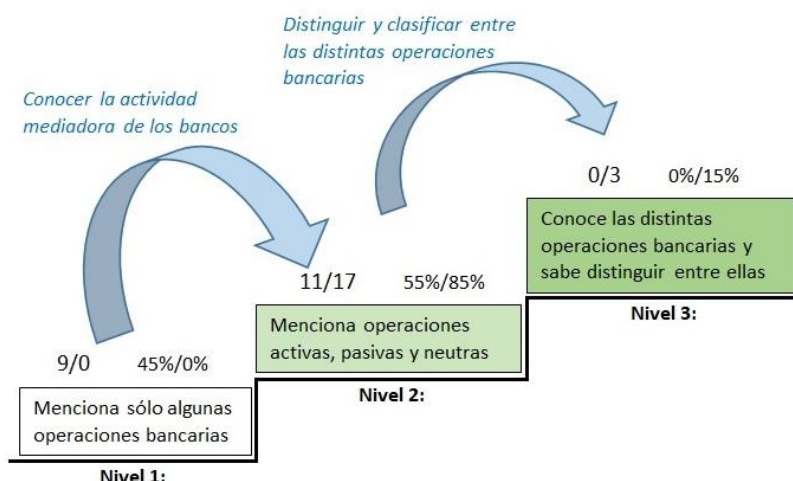 Distinguir y clasificar entre
las distintas operaciones
bancarias
Conocer la actividad
mediadora de los bancos
0/3 0%/15%
Conoce las distintas
operaciones bancarias y
sabe distinguir entre ellas
Nivel 3:
11/17 55%/85%
Menciona operaciones
activas, pasivas y neutras
Nivel 2:
9/0 45%/0%
Menciona sólo algunas
operaciones bancarias
Nivel 1: